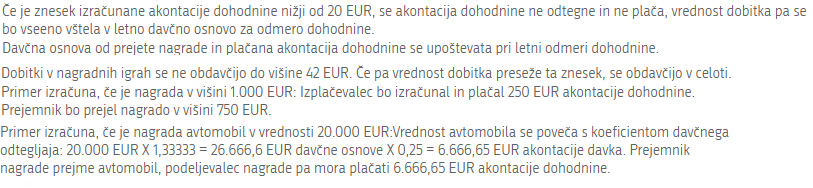 Če je znesek izračunane akontacije dohodnine nižji od 20 EUR, se akontacija dohodnine ne odtegne in ne plača, vrednost dobitka pa se
bo vseeno vštela v letno davčno osnovo za odmero dohodnine.
Davčna osnova od prejete nagrade in plačana akontacija dohodnine se upoštevata pri letni odmeri dohodnine.
Dobitki v nagradnih igrah se ne obdavčijo do višine 42 EUR. Če pa vrednost dobitka preseže ta znesek, se obdavčijo v celoti.
Primer izračuna, če je nagrada v višini 1.000 EUR: Izplačevalec bo izračunal in plačal 250 EUR akontacije dohodnine.
Prejemnik bo prejel nagrado v višini 750 EUR.
Primer izračuna, če je nagrada avtomobil v vrednosti 20.000 EUR:Vrednost avtomobila se poveča s koeficientom davčnega
odtegljaja: 20.000 EUR X 1,33333 = 26.666,6 EUR davčne osnove X 0,25 = 6.666,65 EUR akontacije davka. Prejemnik
nagrade prejme avtomobil, podeljevalec nagrade pa mora plačati 6.666,65 EUR akontacije dohodnine.